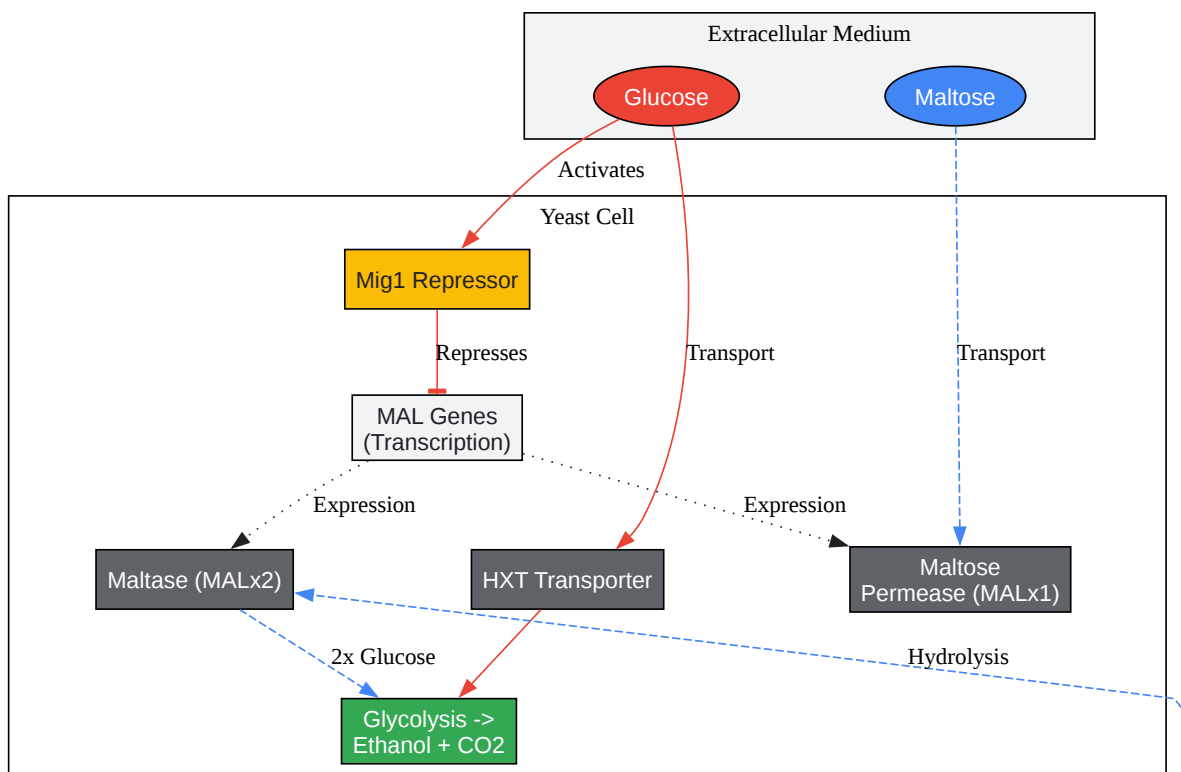 Extracellular Medium
Glucose
Maltose
Activates
Yeast Cell
Mig1 Repressor
Represses
Transport
Transport
MAL Genes
(Transcription)
Expression
Expression
Maltase (MALx2)
HXT Transporter
Maltose
Permease (MALx1)
2x Glucose
Hydrolysis
Glycolysis ->
Ethanol + CO2